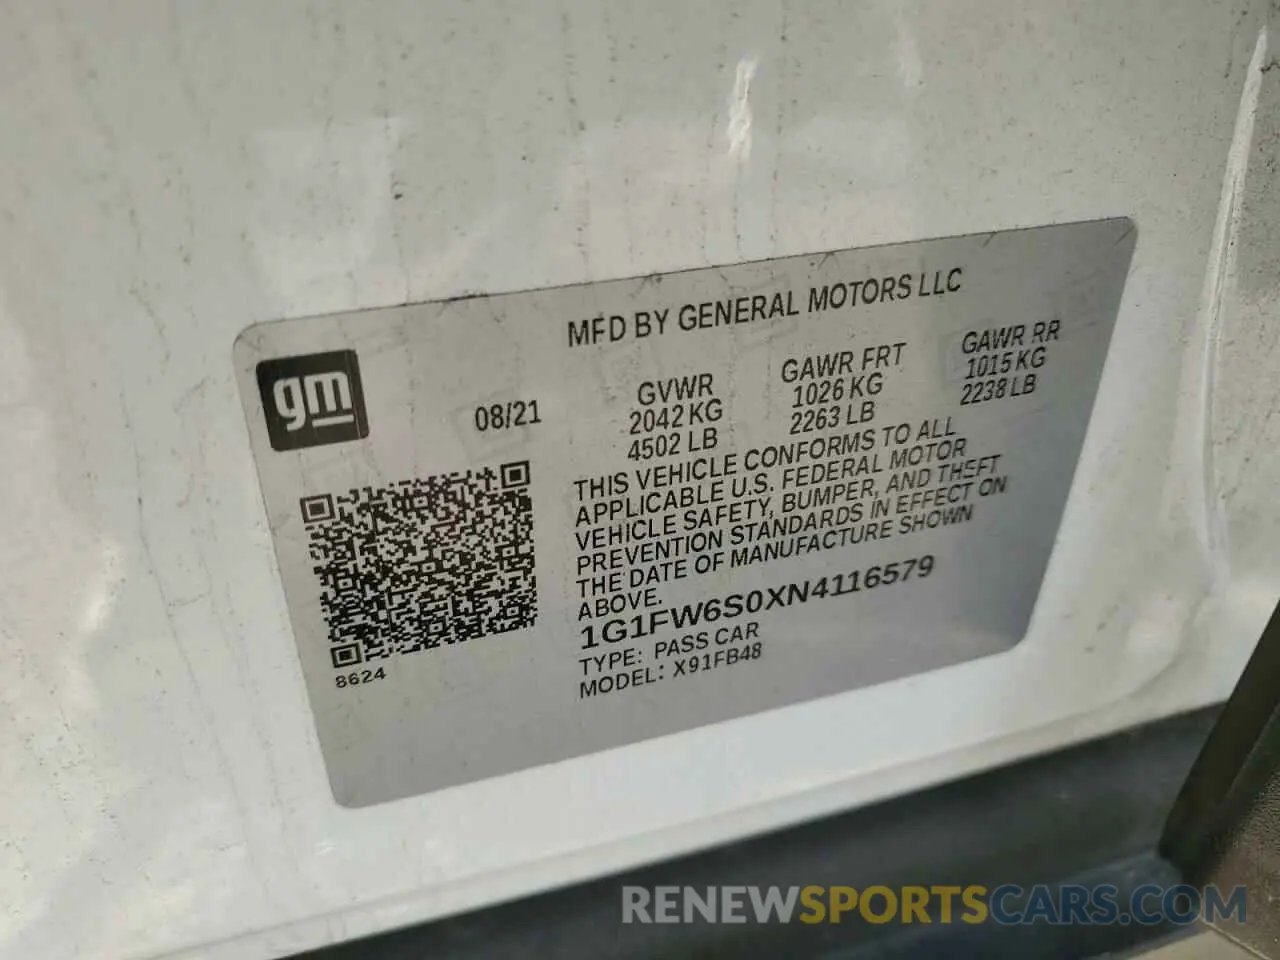 MFD BY GENERAL MOTORS LLC
gm
08/21
GVWR
2042 KG
4502 LB
GAWR FRT
1026 KG
2263 LB
GAWR RR
1015 KG
2238 LB
THIS VEHICLE CONFORMS TO ALL
APPLICABLE U.S. FEDERAL MOTOR
VEHICLE SAFETY, BUMPER, AND THEFT
PREVENTION STANDARDS IN EFFECT ON
THE DATE OF MANUFACTURE SHOWN
ABOVE.
1G1FW6S0XN4116579
TYPE: PASS CAR
MODEL: X91FB48
8624
RENEWSPORTSCARS.COM